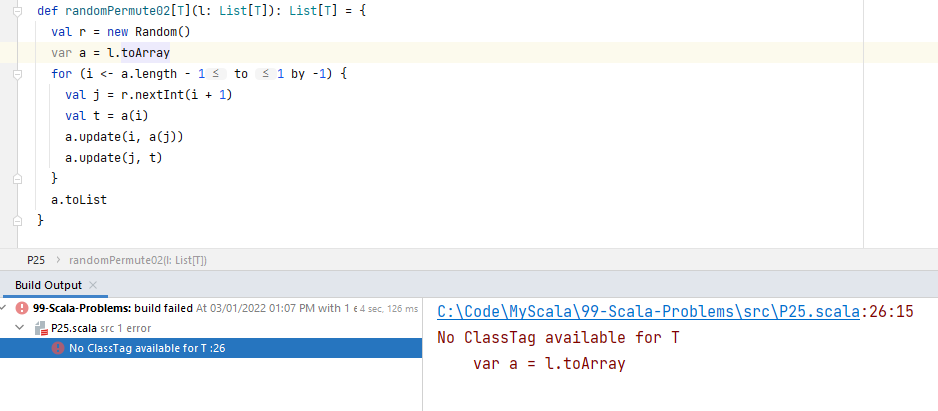 def randomPermute02[T](l: List[T]): List[T] = {
val r = new Random()
var a = l.toArray
for (i <- a.length - 1 ≤ to ≤ 1 by -1) {
val j = r.nextInt(i + 1)
val t = a(i)
a.update(i, a(j))
a.update(j, t)
}
a.toList
}
P25 > randomPermute02(l: List[T])
Build Output ×
99-Scala-Problems: build failed At 03/01/2022 01:07 PM with 1 e 4 sec, 126 ms
P25.scala src 1 error
No ClassTag available for T :26
C:\Code\MyScala\99-Scala-Problems\src\P25.scala:26:15
No ClassTag available for T
var a = l.toArray